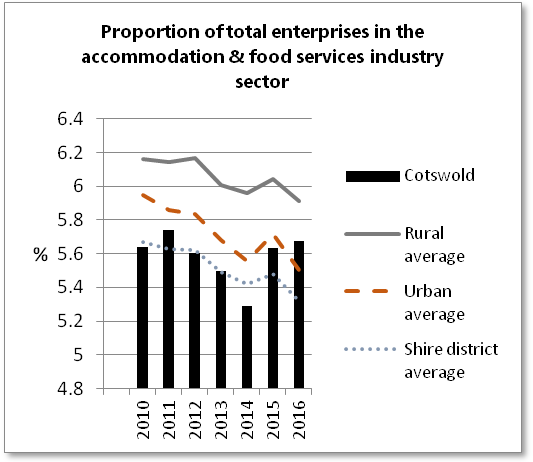 Proportion of total enterprises in the
accommodation & food services industry
sector
6.4
6.2
6
5.8
5.6
5.4
5.2
5
4.8
%
2010
2011
2012
2013
2014
2015
2016
Cotswold
Rural
average
Urban
average
Shire district
average